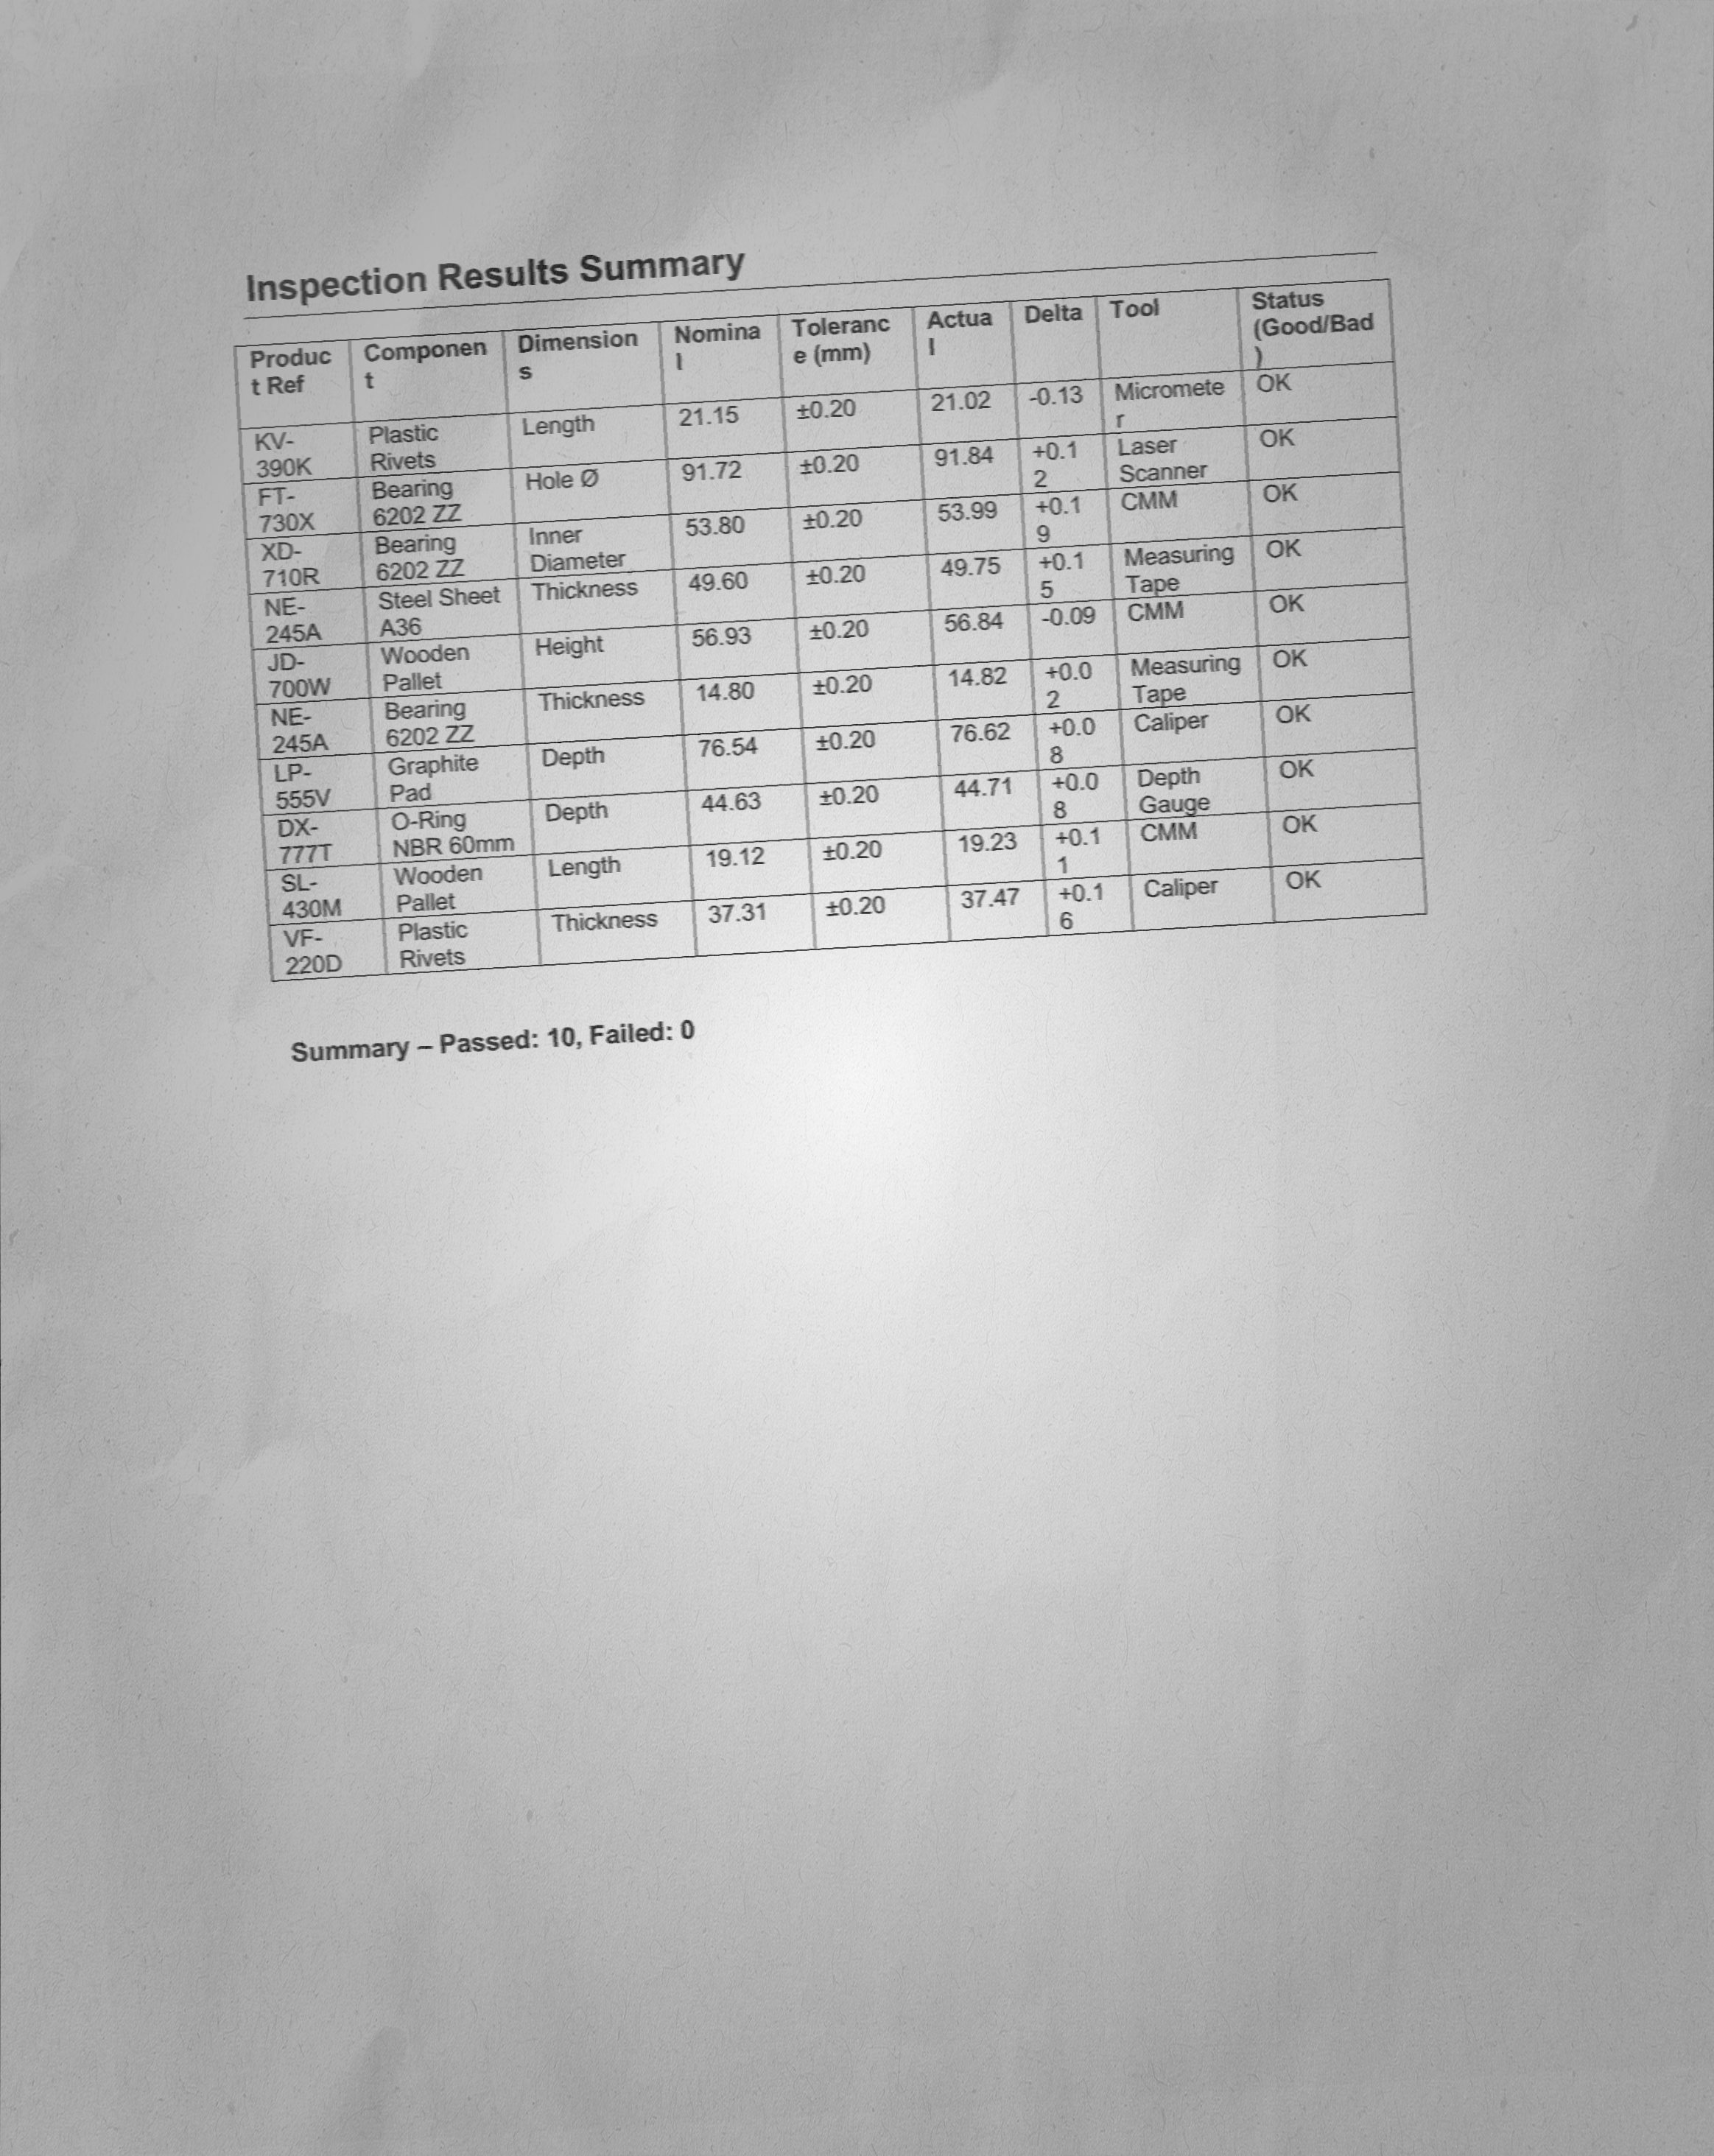 Inspection Results Summary
Product Ref Component Dimensions Nominal Tolerance (mm) Actual Delta Tool Status (Good/Bad)
KV-390K Plastic Rivets Length 21.15 ±0.20 21.02 -0.13 Micrometer OK
FT-730X Bearing 6202 ZZ Hole Ø 91.72 ±0.20 91.84 +0.12 Laser Scanner OK
XD-710R Bearing 6202 ZZ Inner Diameter 53.80 ±0.20 53.99 +0.19 CMM OK
NE-245A Steel Sheet A36 Thickness 49.60 ±0.20 49.75 +0.15 Measuring Tape OK
JD-700W Wooden Pallet Height 56.93 ±0.20 56.84 -0.09 CMM OK
NE-245A Bearing 6202 ZZ Thickness 14.80 ±0.20 14.82 +0.02 Measuring Tape OK
LP-555V Graphite Pad Depth 76.54 ±0.20 76.62 +0.08 Caliper OK
DX-777T O-Ring NBR 60mm Depth 44.63 ±0.20 44.71 +0.08 Depth Gauge OK
SL-430M Wooden Pallet Length 19.12 ±0.20 19.23 +0.11 CMM OK
VF-220D Plastic Rivets Thickness 37.31 ±0.20 37.47 +0.16 Caliper OK
Summary – Passed: 10, Failed: 0